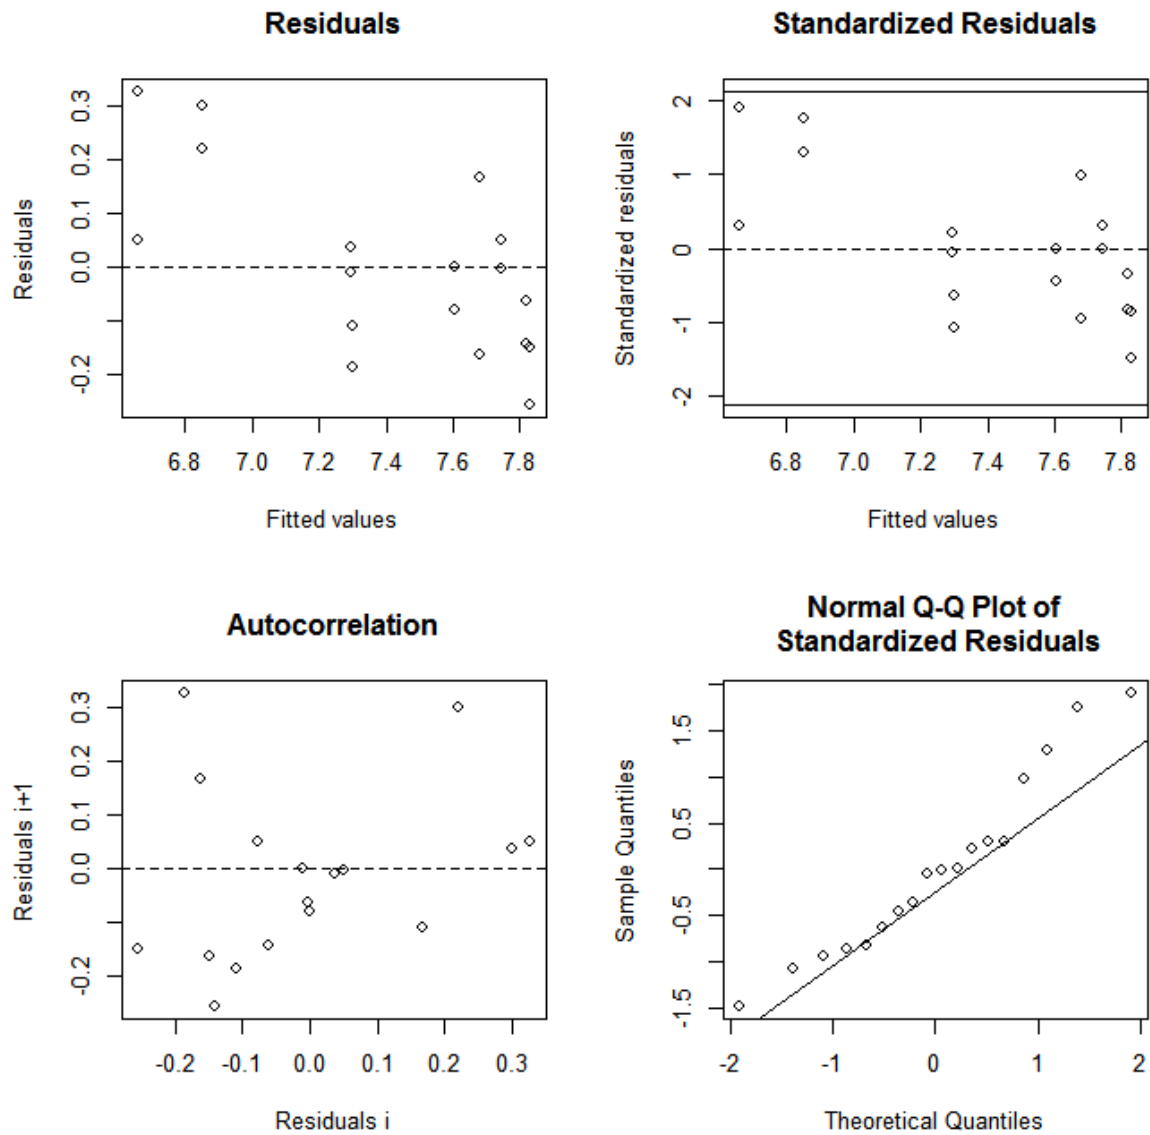 Residuals
Residuals
0.3
0.2
0.1
0.0
-0.2
6.8 7.0 7.2 7.4 7.6 7.8
Fitted values
Standardized Residuals
Standardized residuals
2
1
0
-1
-2
6.8 7.0 7.2 7.4 7.6 7.8
Fitted values
Autocorrelation
Residuals i+1
0.3
0.2
0.1
0.0
-0.2
-0.2 -0.1 0.0 0.1 0.2 0.3
Residuals i
Normal Q-Q Plot of
Standardized Residuals
Sample Quantiles
1.5
0.5
-0.5
-1.5
-2 -1 0 1 2
Theoretical Quantiles